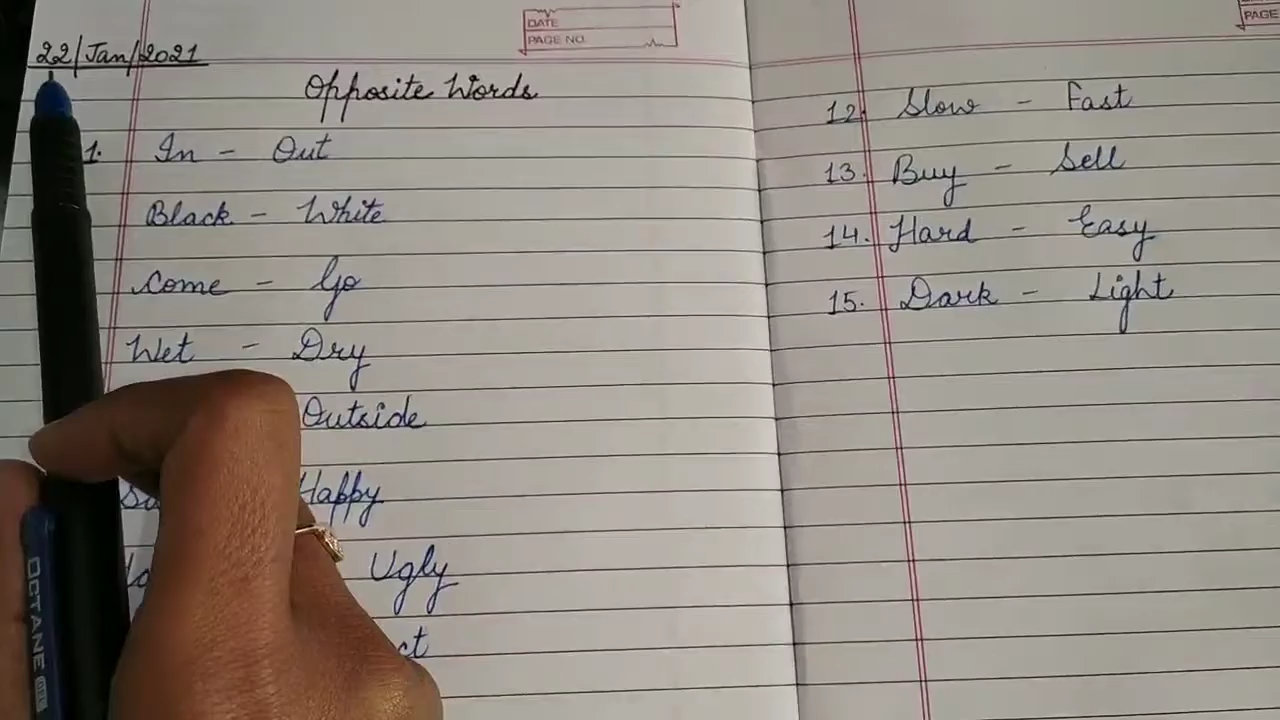 DATE
PAGE NO.
22/Jan/2021
Opposite Words
1. In - Out
Black - White
Come - Go
Wet - Dry
Outside
Happy
Ugly
PAGE
12. Slow - Fast
13. Buy - Sell
14. Hard - Easy
15. Dark - Light
OCTANE